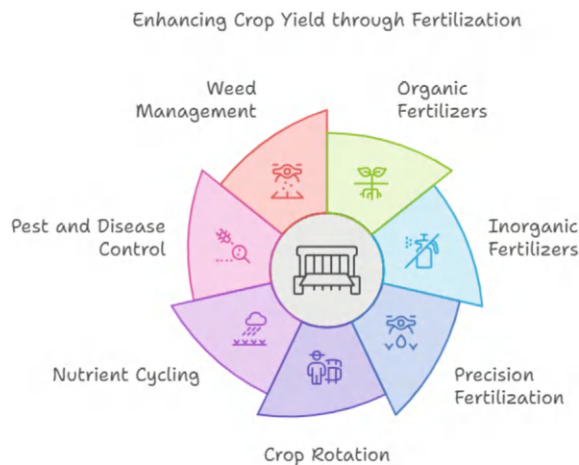 Enhancing Crop Yield through Fertilization
Weed
Management
Organic
Fertilizers
Pest and Disease
Control
Inorganic
Fertilizers
Nutrient Cycling
Precision
Fertilization
Crop Rotation